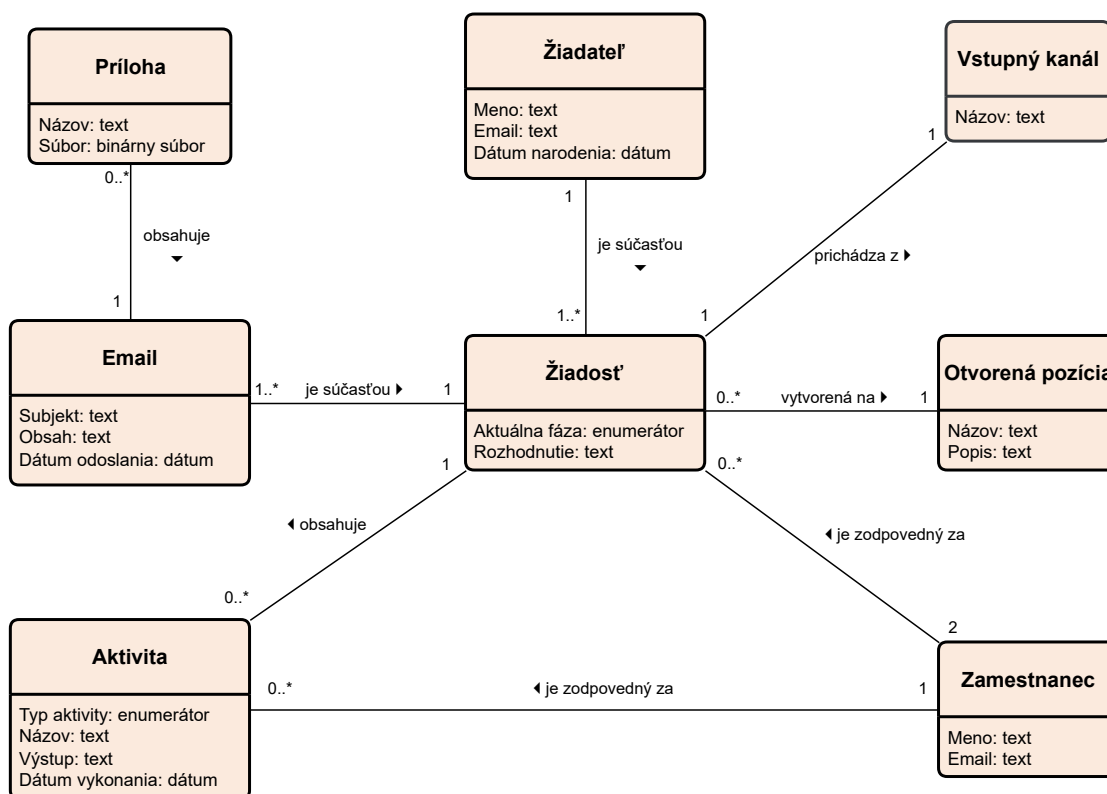 Príloha
Názov: text
Súbor: binárny súbor
0..*
obsahuje
1
Žiadateľ
Meno: text
Email: text
Dátum narodenia: dátum
1
je súčasťou
1..*
Vstupný kanál
Názov: text
1
prichádza z
1
Email
Subjekt: text
Obsah: text
Dátum odoslania: dátum
1..*
je súčasťou
1
Žiadosť
Aktuálna fáza: enumerátor
Rozhodnutie: text
0..*
vytvorená na
1
Otvorená pozícia
Názov: text
Popis: text
1
obsahuje
0..*
0..*
je zodpovedný za
2
Aktivita
Typ aktivity: enumerátor
Názov: text
Výstup: text
Dátum vykonania: dátum
0..*
je zodpovedný za
1
Zamestnanec
Meno: text
Email: text